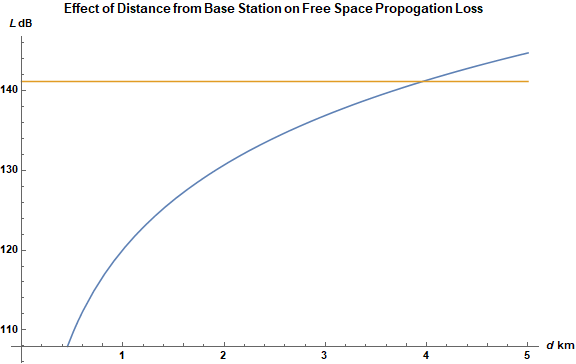 Effect of Distance from Base Station on Free Space Propogation Loss
L dB
140
130
120
110
1 2 3 4 5
d km